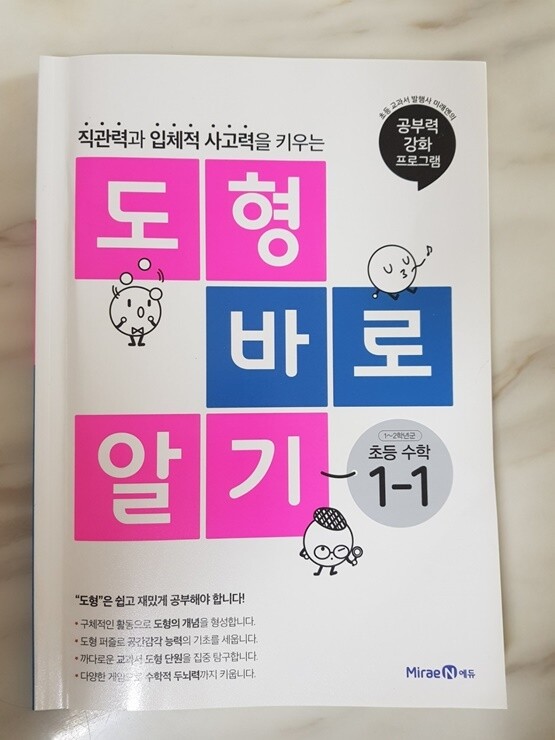 초등 교과서 발행사 미래엔의
공부력
강화
프로그램
직관력과 입체적 사고력을 키우는
도형
바로
알기
1~2학년군
초등 수학
1-1
"도형"은 쉽고 재밌게 공부해야 합니다!
• 구체적인 활동으로 도형의 개념을 형성합니다.
• 도형 퍼즐로 공간감각 능력의 기초를 세웁니다.
• 까다로운 교과서 도형 단원을 집중 탐구합니다.
• 다양한 게임으로 수학적 두뇌력까지 키웁니다.
Mirae N 에듀